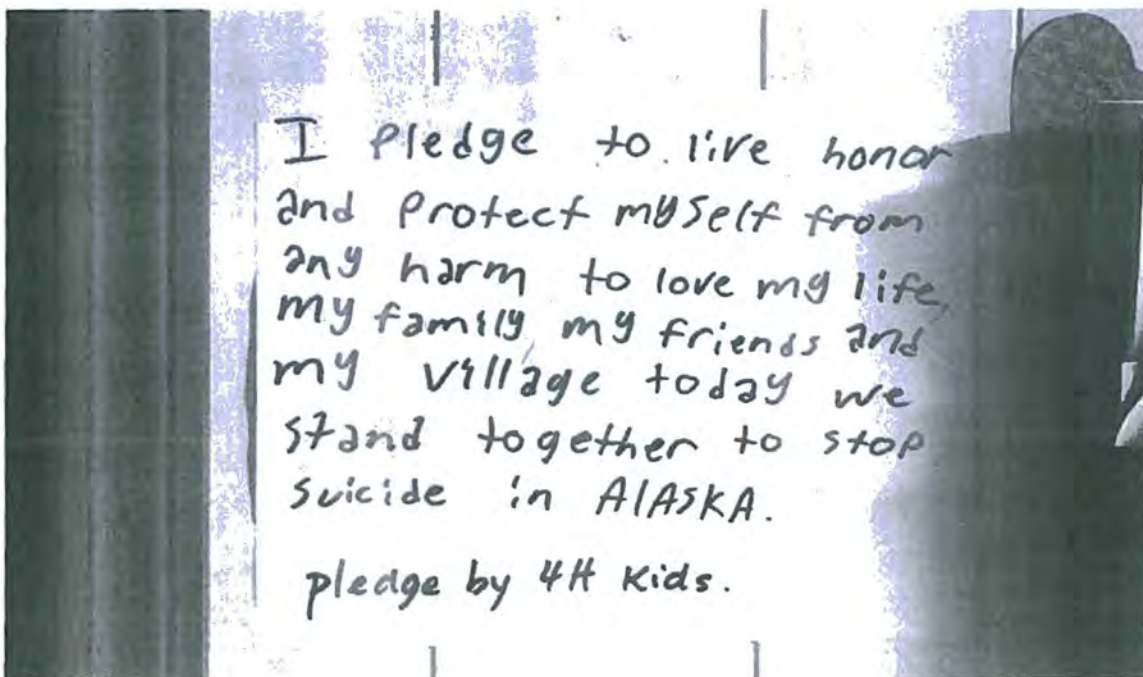 I pledge to live honor
and protect myself from
any harm to love my life,
my family, my friends and
my village today we
stand together to stop
suicide in AlASKA.
pledge by 4H Kids.